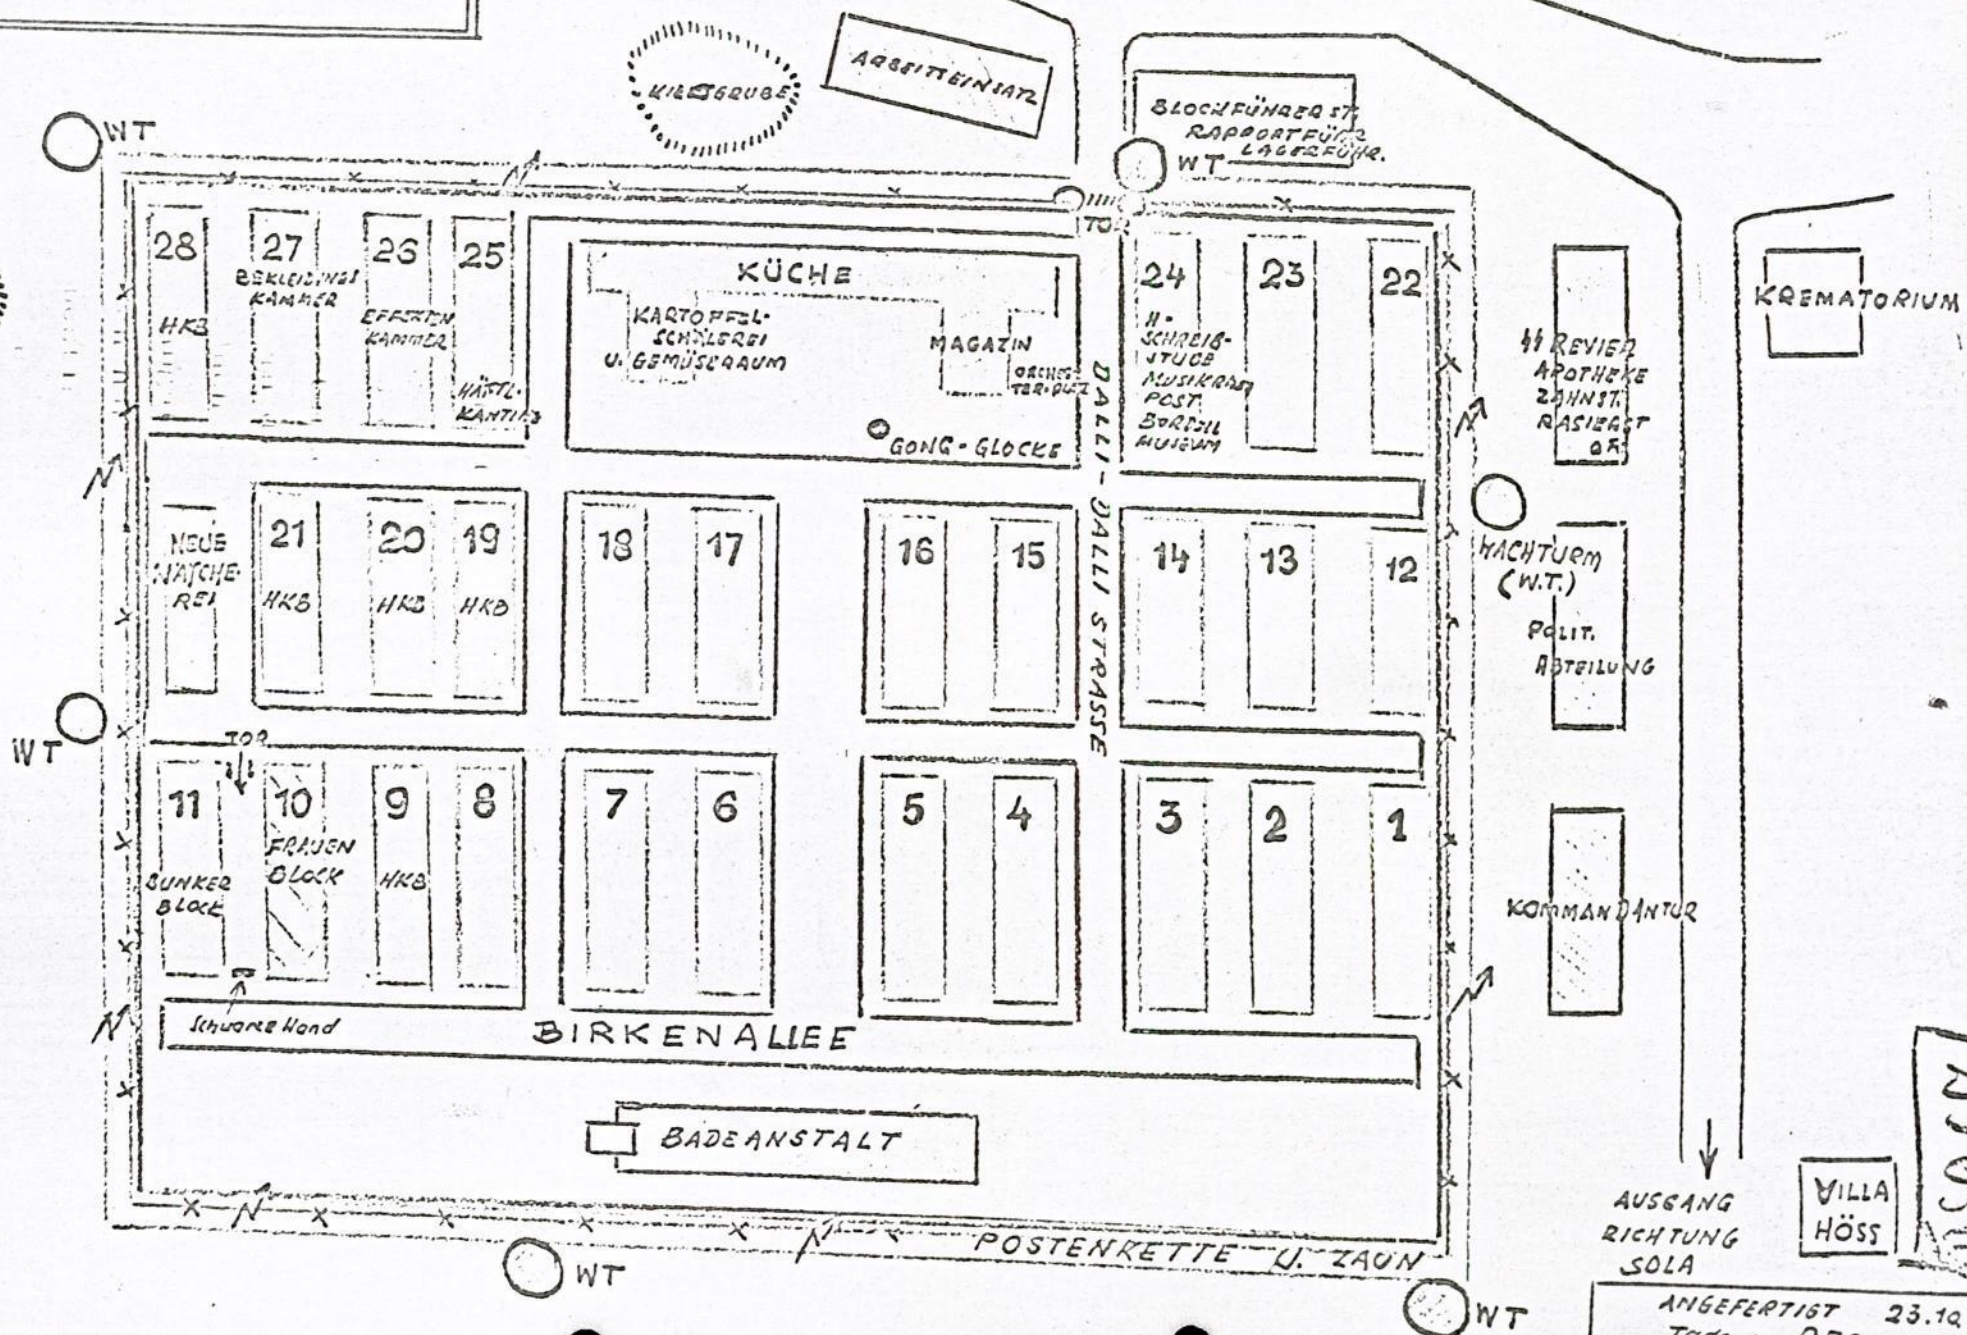 KIESGRUBE
ARBEITTEINSATZ
BLOCKFÜHRER ST.
RAPPORTFÜHR.
LAGERFÜHR.
WT
WT
TOR
28
HKB
27
BEKLEIDUNGS
KAMMER
26
EFFEKTEN
KAMMER
25
HÄFTL.
KANTINE
KÜCHE
KARTOFFEL-
SCHÄLEREI
U. GEMÜSERAUM
MAGAZIN
ORCHES-
TERPLATZ
GONG-GLOCKE
DALLI-DALLI STRASSE
24
H-
SCHREIB-
STUBE
MUSIKRAUM
POST
BORDELL
MUSEUM
23
22
SS REVIER
APOTHEKE
ZAHNST.
RASIERST
KREMATORIUM
NEUE
WÄTCHE-
REI
21
HKB
20
HKB
19
HKB
18
17
16
15
14
13
12
WACHTURM
(W.T.)
POLIT.
ABTEILUNG
WT
TOR
11
BUNKER
BLOCK
10
FRAUEN
BLOCK
9
HKB
8
7
6
5
4
3
2
1
KOMMANDANTUR
Schwarze Wand
BIRKENALLEE
BADEANSTALT
AUSGANG
RICHTUNG
SOLA
VILLA
HÖSS
POSTENKETTE U. ZAUN
WT
WT
ANGEFERTIGT 23.10